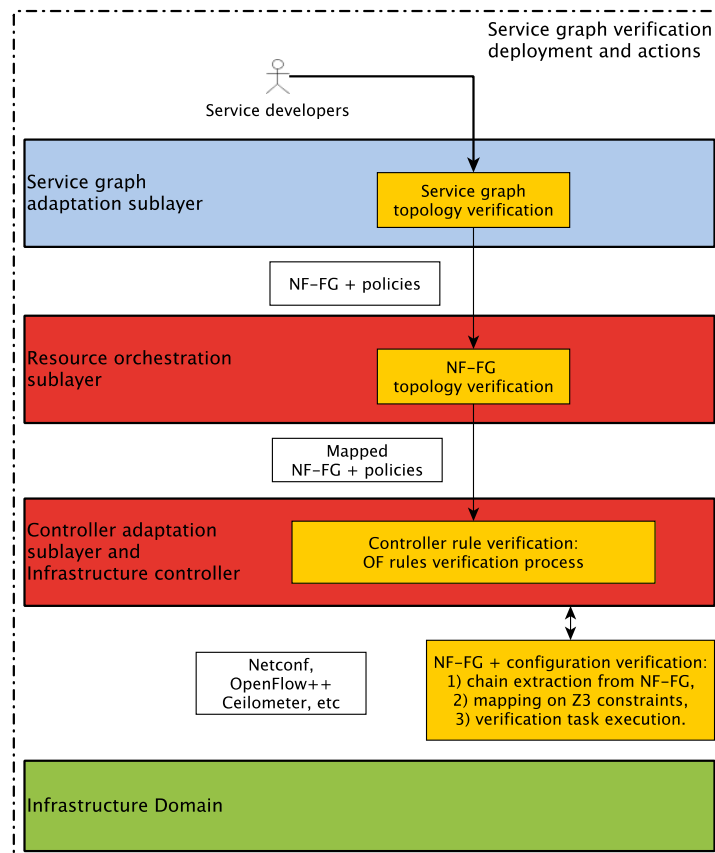 Service graph verification
deployment and actions
Service developers
Service graph
adaptation sublayer
Service graph
topology verification
NF-FG + policies
Resource orchestration
sublayer
NF-FG
topology verification
Mapped
NF-FG + policies
Controller adaptation
sublayer and
Infrastructure controller
Controller rule verification:
OF rules verification process
Netconf,
OpenFlow++
Ceilometer, etc
NF-FG + configuration verification:
1) chain extraction from NF-FG,
2) mapping on Z3 constraints,
3) verification task execution.
Infrastructure Domain